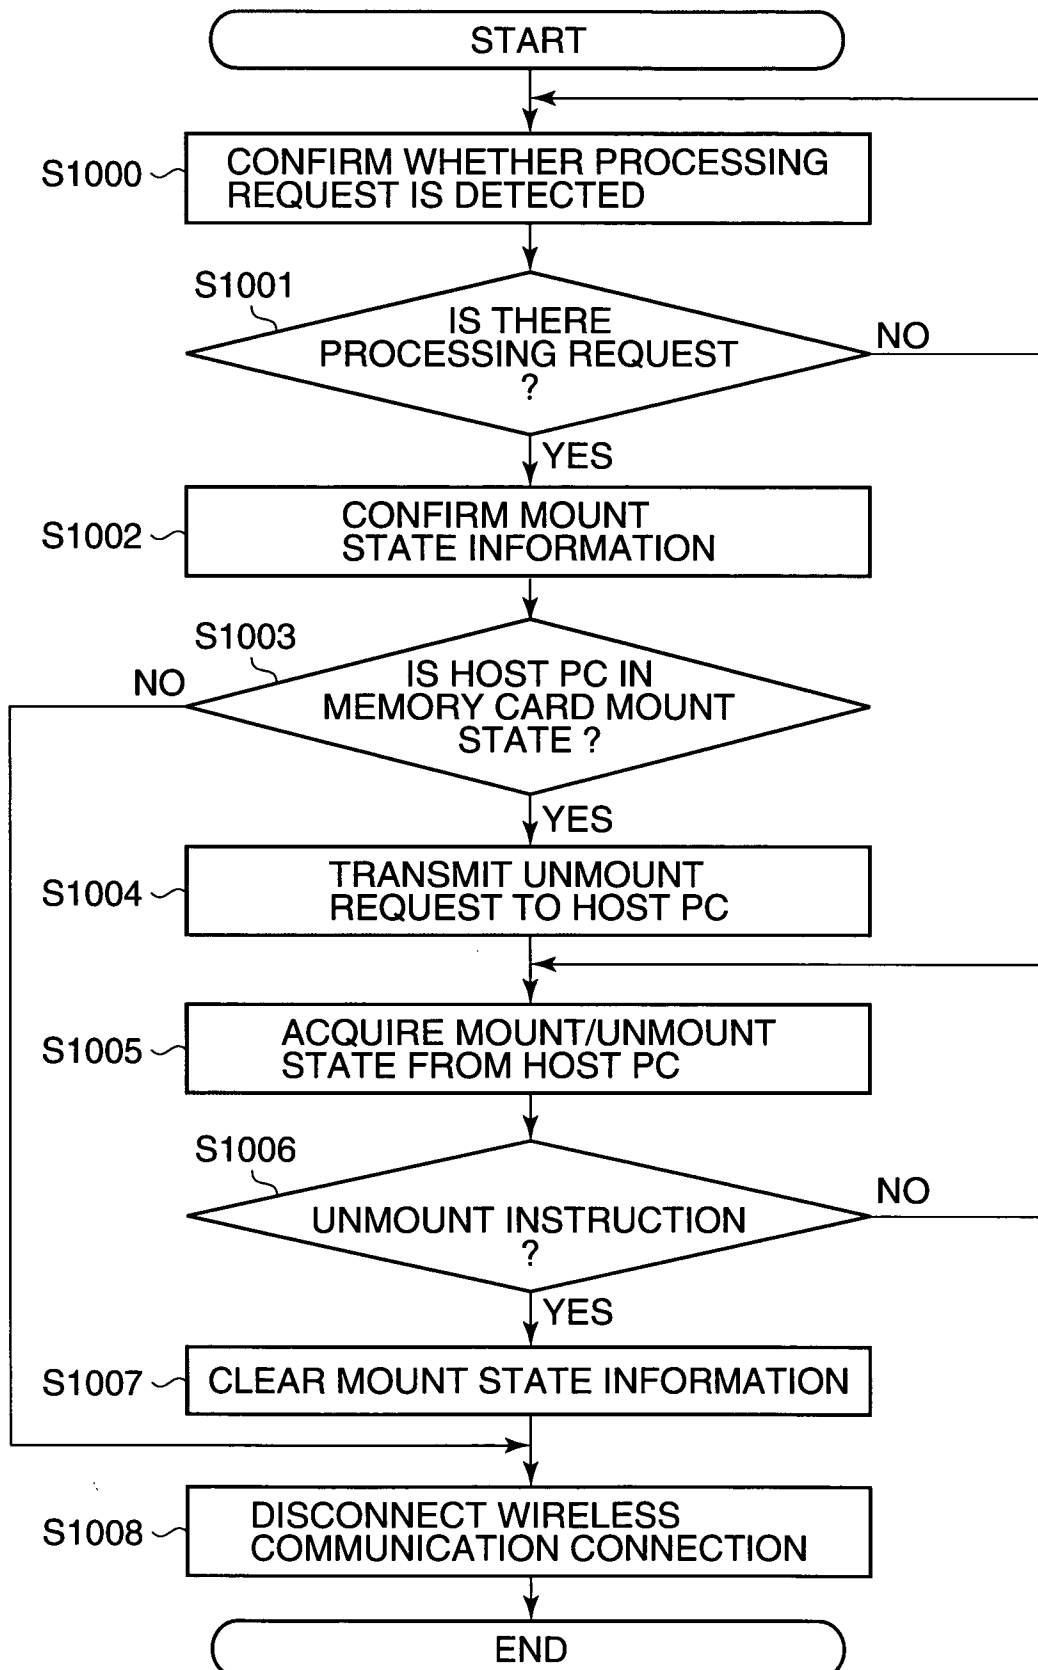 START
S1000
CONFIRM WHETHER PROCESSING
REQUEST IS DETECTED
S1001
IS THERE
PROCESSING REQUEST
?
NO
YES
S1002
CONFIRM MOUNT
STATE INFORMATION
S1003
NO
IS HOST PC IN
MEMORY CARD MOUNT
STATE ?
YES
S1004
TRANSMIT UNMOUNT
REQUEST TO HOST PC
S1005
ACQUIRE MOUNT/UNMOUNT
STATE FROM HOST PC
S1006
UNMOUNT INSTRUCTION
?
NO
YES
S1007
CLEAR MOUNT STATE INFORMATION
S1008
DISCONNECT WIRELESS
COMMUNICATION CONNECTION
END